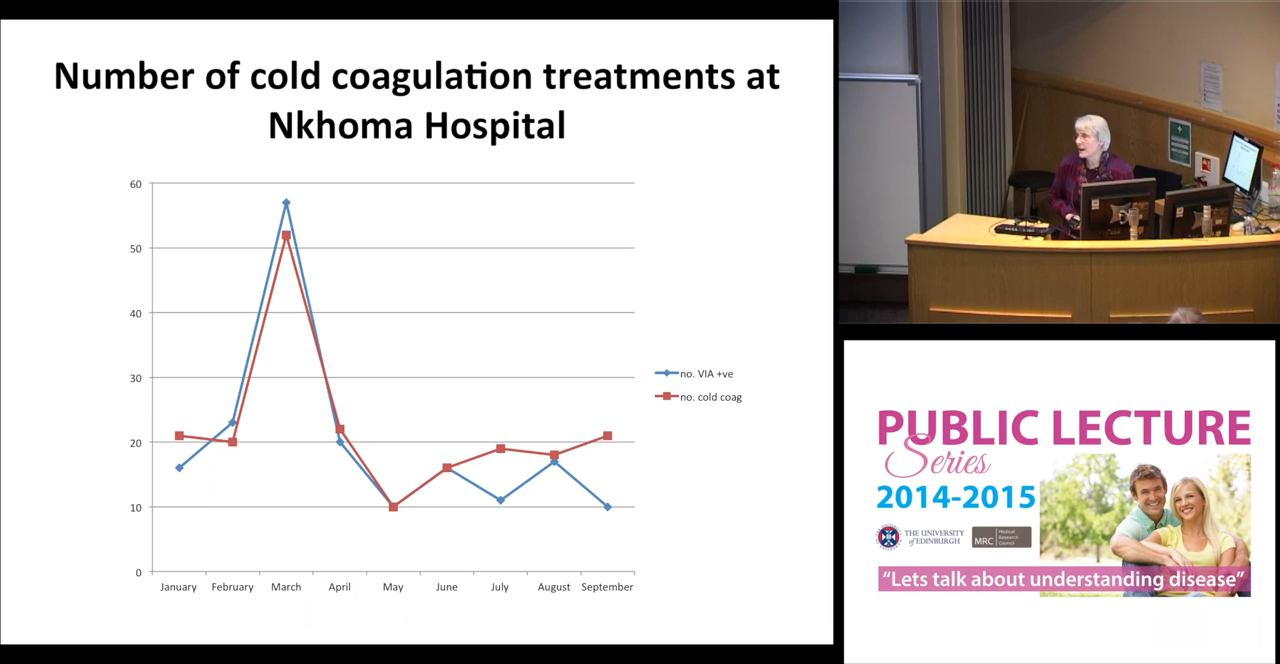 Number of cold coagulation treatments at
Nkhoma Hospital
60
50
40
30
20
10
0
January February March April May June July August September
no. VIA +ve
no. cold coag
PUBLIC LECTURE
Series
2014-2015
THE UNIVERSITY
of EDINBURGH
MRC
Medical
Research
Council
“Lets talk about understanding disease”